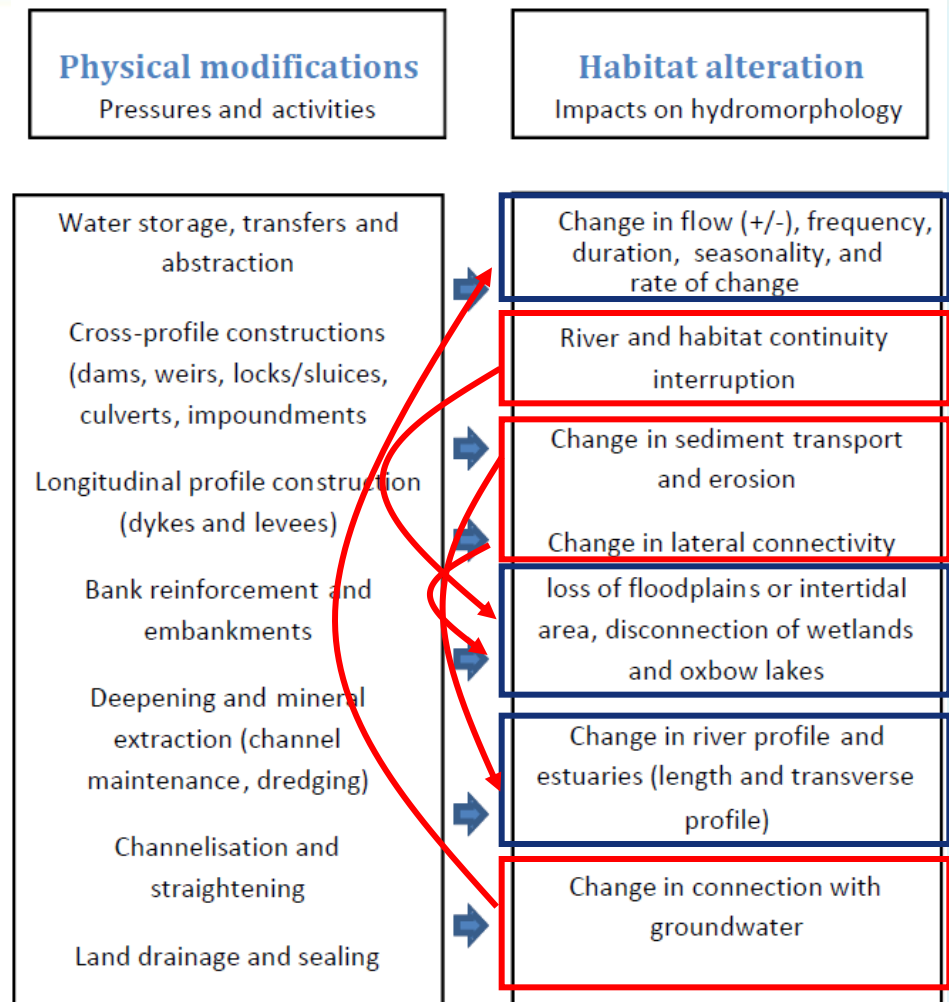 Physical modifications
Pressures and activities
Habitat alteration
Impacts on hydromorphology
Water storage, transfers and
abstraction
Cross-profile constructions
(dams, weirs, locks/sluices,
culverts, impoundments
Longitudinal profile construction
(dykes and levees)
Bank reinforcement and
embankments
Deepening and mineral
extraction (channel
maintenance, dredging)
Channelisation and
straightening
Land drainage and sealing
Change in flow (+/-), frequency,
duration, seasonality, and
rate of change
River and habitat continuity
interruption
Change in sediment transport
and erosion
Change in lateral connectivity
loss of floodplains or intertidal
area, disconnection of wetlands
and oxbow lakes
Change in river profile and
estuaries (length and transverse
profile)
Change in connection with
groundwater